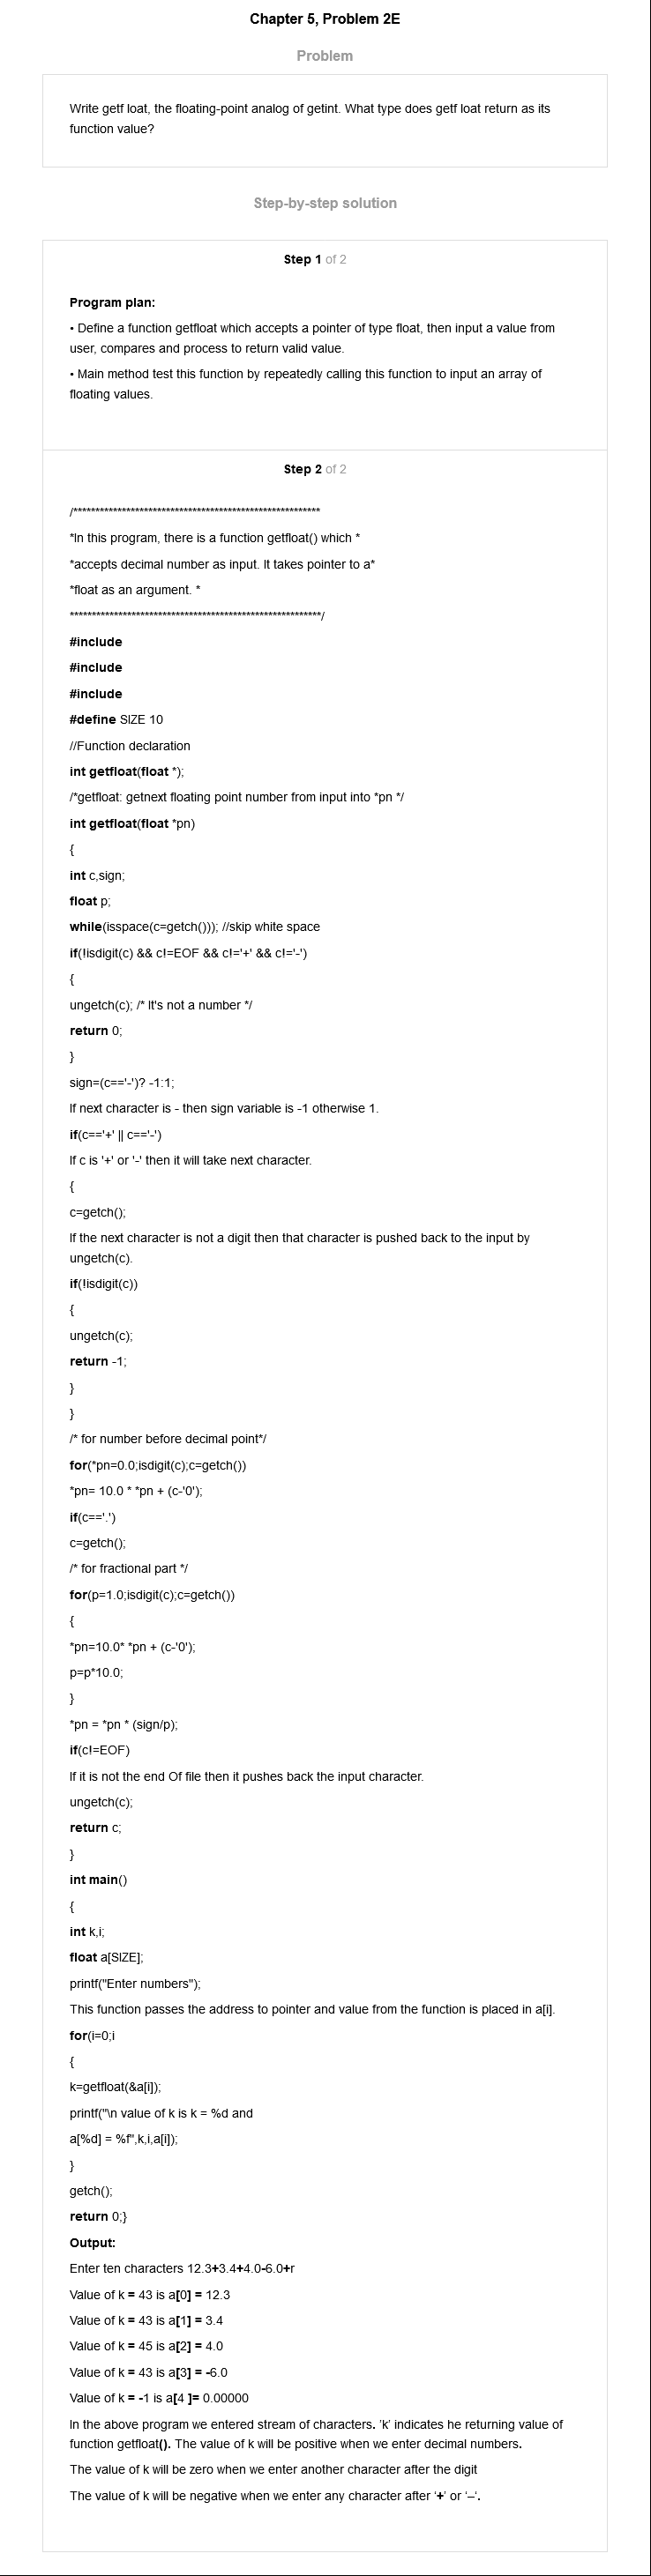 Chapter 5, Problem 2E
Problem
Write getf loat, the floating-point analog of getint. What type does getf loat return as its
function value?
Step-by-step solution
Step 1 of 2
Program plan:
• Define a function getfloat which accepts a pointer of type float, then input a value from
user, compares and process to return valid value.
• Main method test this function by repeatedly calling this function to input an array of
floating values.
Step 2 of 2
/********************************************************
*In this program, there is a function getfloat() which *
*accepts decimal number as input. It takes pointer to a*
*float as an argument. *
*********************************************************/
#include
#include
#include
#define SIZE 10
//Function declaration
int getfloat(float *);
/*getfloat: getnext floating point number from input into *pn */
int getfloat(float *pn)
{
int c,sign;
float p;
while(isspace(c=getch())); //skip white space
if(!isdigit(c) && c!=EOF && c!='+' && c!='-')
{
ungetch(c); /* It's not a number */
return 0;
}
sign=(c=='-')? -1:1;
If next character is - then sign variable is -1 otherwise 1.
if(c=='+' || c=='-')
If c is '+' or '-' then it will take next character.
{
c=getch();
If the next character is not a digit then that character is pushed back to the input by
ungetch(c).
if(!isdigit(c))
{
ungetch(c);
return -1;
}
}
/* for number before decimal point*/
for(*pn=0.0;isdigit(c);c=getch())
*pn= 10.0 * *pn + (c-'0');
if(c=='.')
c=getch();
/* for fractional part */
for(p=1.0;isdigit(c);c=getch())
{
*pn=10.0* *pn + (c-'0');
p=p*10.0;
}
*pn = *pn * (sign/p);
if(c!=EOF)
If it is not the end Of file then it pushes back the input character.
ungetch(c);
return c;
}
int main()
{
int k,i;
float a[SIZE];
printf("Enter numbers");
This function passes the address to pointer and value from the function is placed in a[i].
for(i=0;i
{
k=getfloat(&a[i]);
printf("\n value of k is k = %d and
a[%d] = %f",k,i,a[i]);
}
getch();
return 0;}
Output:
Enter ten characters 12.3+3.4+4.0-6.0+r
Value of k = 43 is a[0] = 12.3
Value of k = 43 is a[1] = 3.4
Value of k = 45 is a[2] = 4.0
Value of k = 43 is a[3] = -6.0
Value of k = -1 is a[4 ]= 0.00000
In the above program we entered stream of characters. 'k' indicates he returning value of
function getfloat(). The value of k will be positive when we enter decimal numbers.
The value of k will be zero when we enter another character after the digit
The value of k will be negative when we enter any character after '+' or '–'.